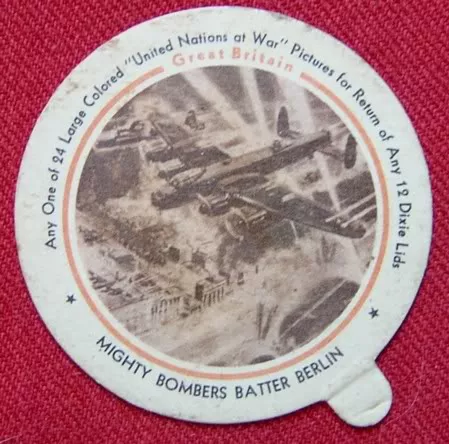 Any One of 24 Large Colored "United Nations at War" Pictures for Return of Any 12 Dixie Lids
Great Britain
MIGHTY BOMBERS BATTER BERLIN